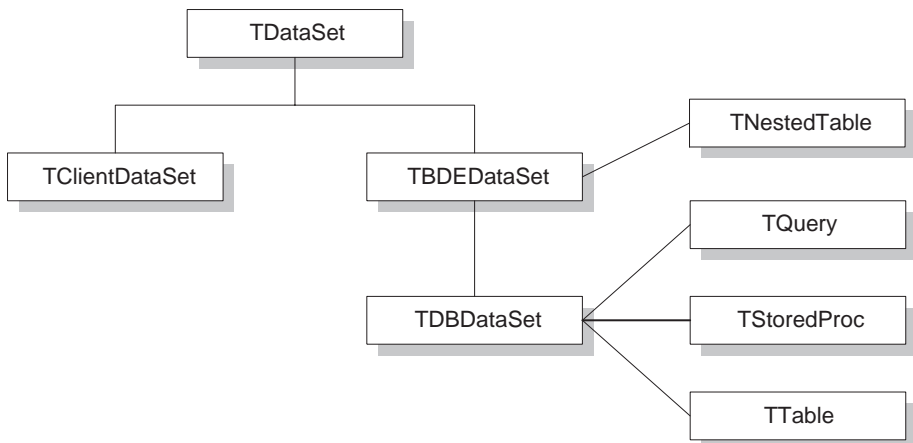 TDataSet
TNestedTable
TClientDataSet
TBDEDataSet
TQuery
TDBDataSet
TStoredProc
TTable